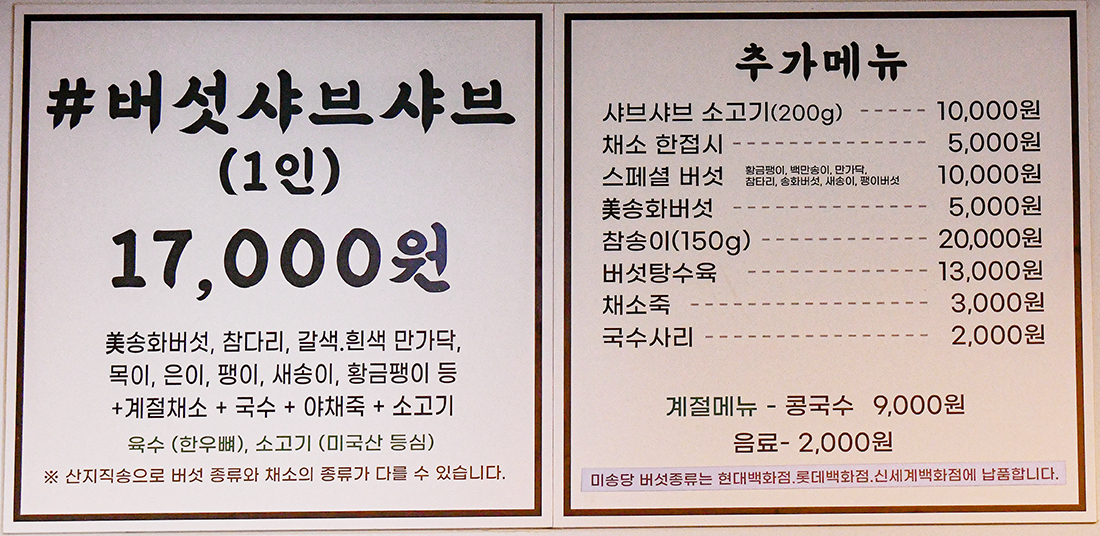 #버섯샤브샤브
(1인)
17,000원
美송화버섯, 참다리, 갈색.흰색 만가닥,
목이, 은이, 팽이, 새송이, 황금팽이 등
+계절채소 + 국수 + 야채죽 + 소고기
육수 (한우뼈), 소고기 (미국산 등심)
※ 산지직송으로 버섯 종류와 채소의 종류가 다를 수 있습니다.
추가메뉴
샤브샤브 소고기(200g) ----- 10,000원
채소 한접시 ------------- 5,000원
스페셜 버섯 황금팽이, 백만송이, 만가닥, 참타리, 송화버섯, 새송이, 팽이버섯 10,000원
美송화버섯 -------------- 5,000원
참송이(150g) ------------ 20,000원
버섯탕수육 ------------- 13,000원
채소죽 ----------------- 3,000원
국수사리 --------------- 2,000원
계절메뉴 - 콩국수 9,000원
음료- 2,000원
미송당 버섯종류는 현대백화점.롯데백화점.신세계백화점에 납품합니다.